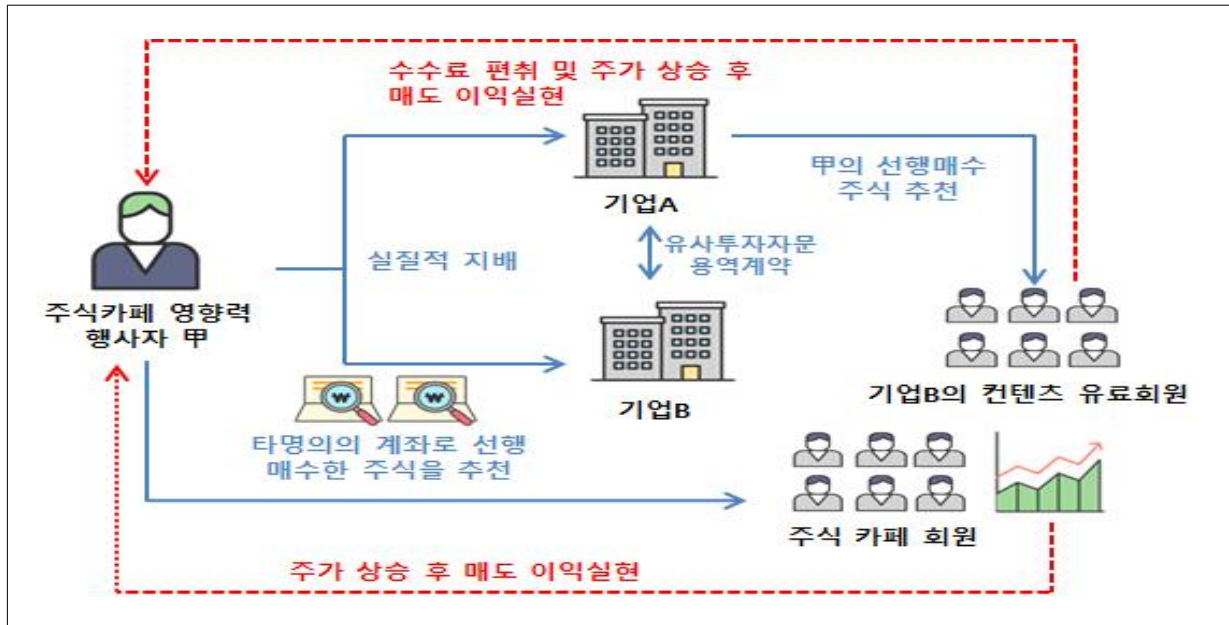 수수료 편취 및 주가 상승 후
매도 이익실현
기업A
甲의 선행매수
주식 추천
실질적 지배
유사투자자문
용역계약
주식카페 영향력
행사자 甲
기업B
기업B의 컨텐츠 유료회원
₩ ₩
타명의의 계좌로 선행
매수한 주식을 추천
주식 카페 회원
주가 상승 후 매도 이익실현